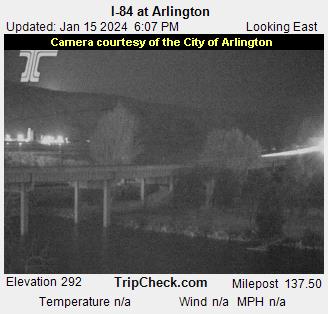 I-84 at Arlington
Updated: Jan 15 2024 6:07 PM Looking East
Camera courtesy of the City of Arlington
Elevation 292 TripCheck.com Milepost 137.50
Temperature n/a Wind n/a MPH n/a